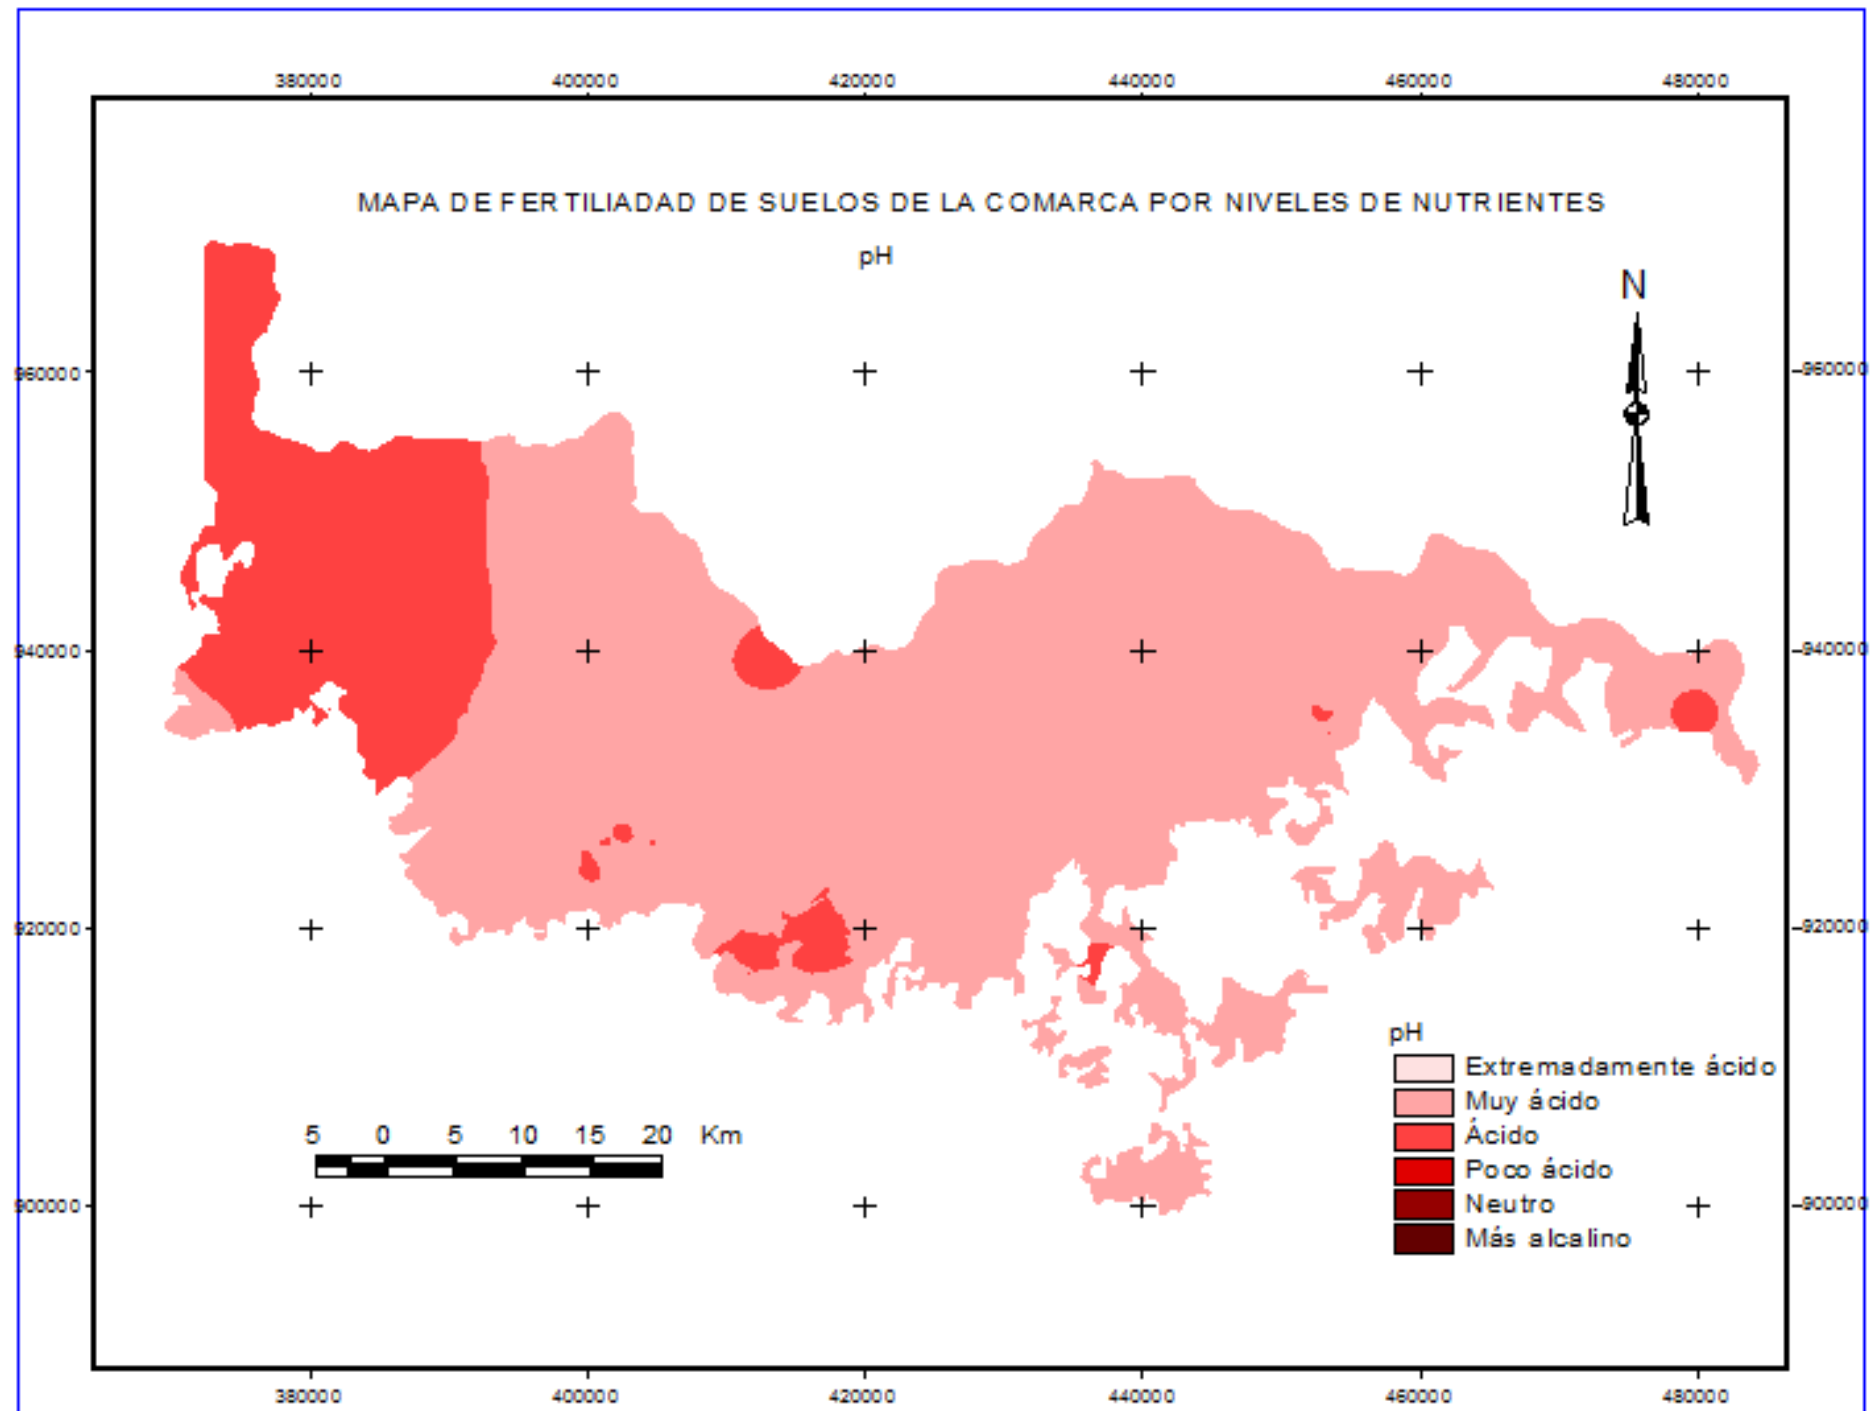 380000 400000 420000 440000 460000 480000
MAPA DE FERTILIADAD DE SUELOS DE LA COMARCA POR NIVELES DE NUTRIENTES
pH
N
960000 960000
940000 940000
920000 920000
pH
Extremadamente ácido
Muy ácido
Ácido
Poco ácido
Neutro
Más alcalino
5 0 5 10 15 20 Km
900000 900000
380000 400000 420000 440000 460000 480000